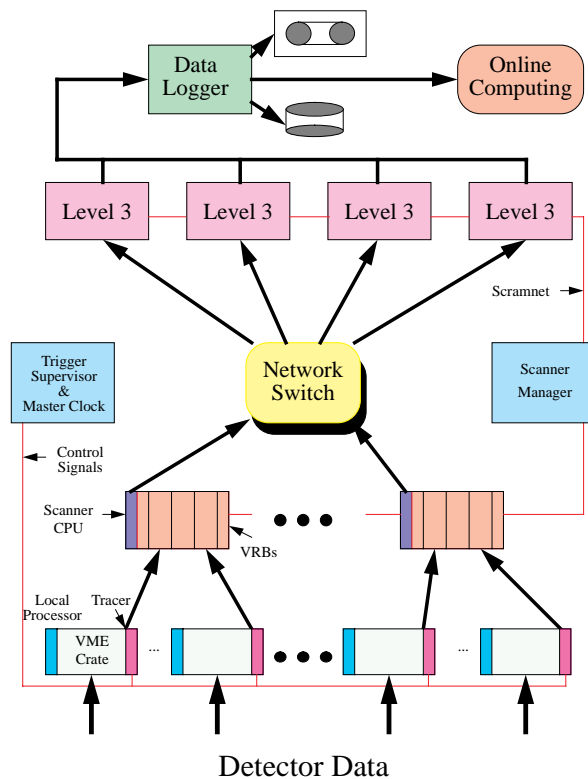 Data
Logger
Online
Computing
Level 3
Level 3
Level 3
Level 3
Scramnet
Trigger
Supervisor
&
Master Clock
Network
Switch
Scanner
Manager
Control
Signals
Scanner
CPU
VRBs
Local
Processor
Tracer
VME
Crate
...
...
Detector Data